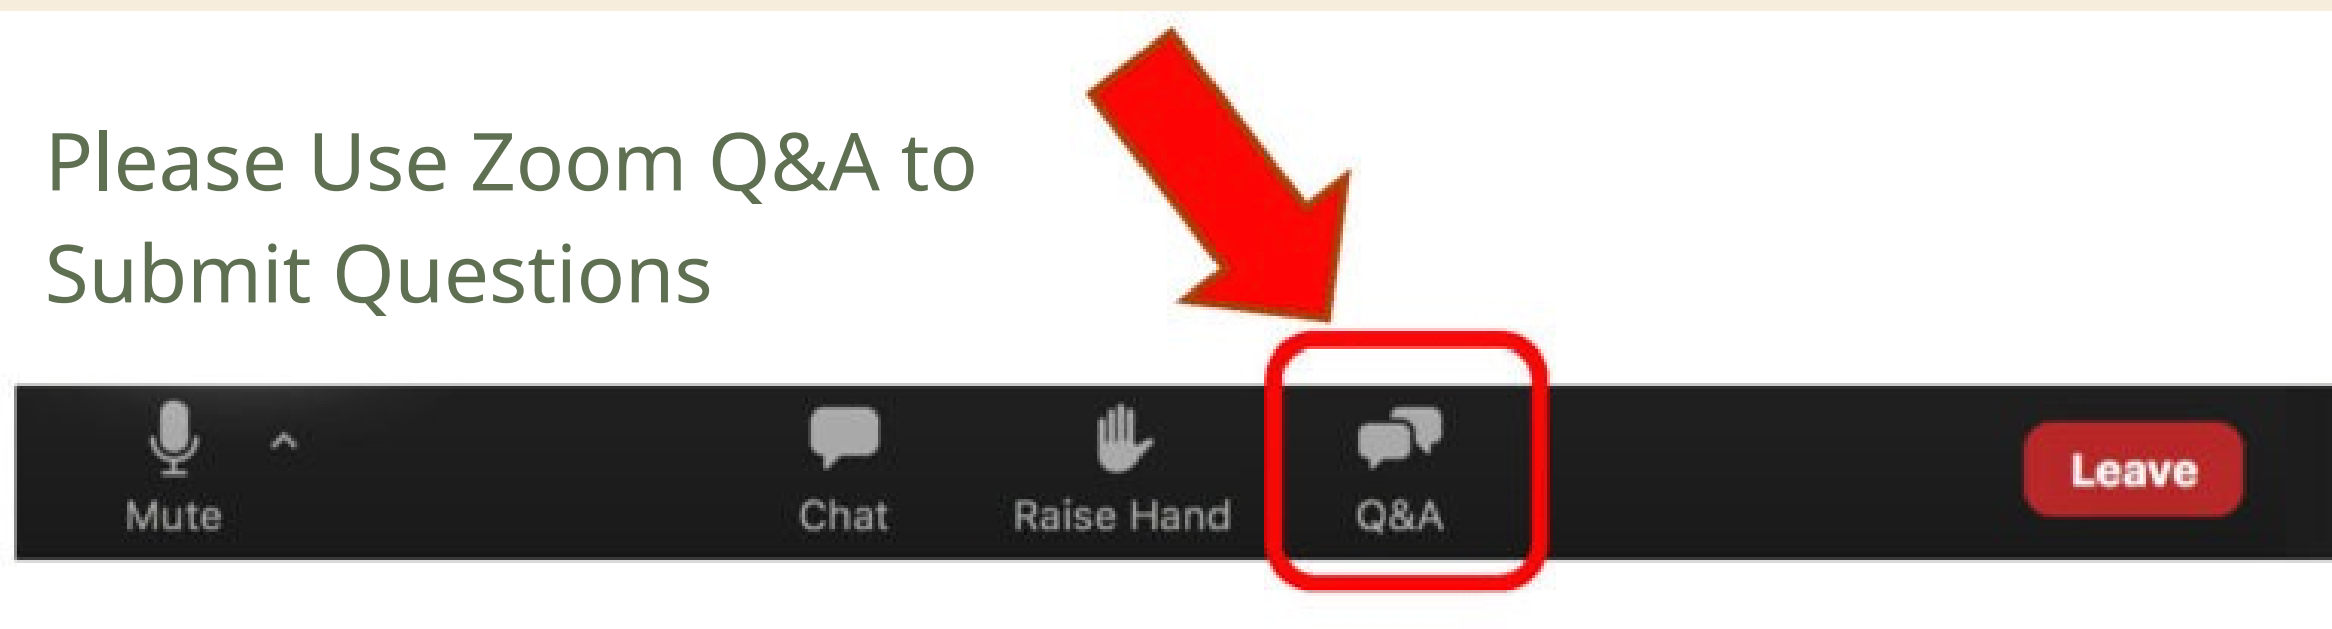 Please Use Zoom Q&A to
Submit Questions
Mute
Chat
Raise Hand
Q&A
Leave